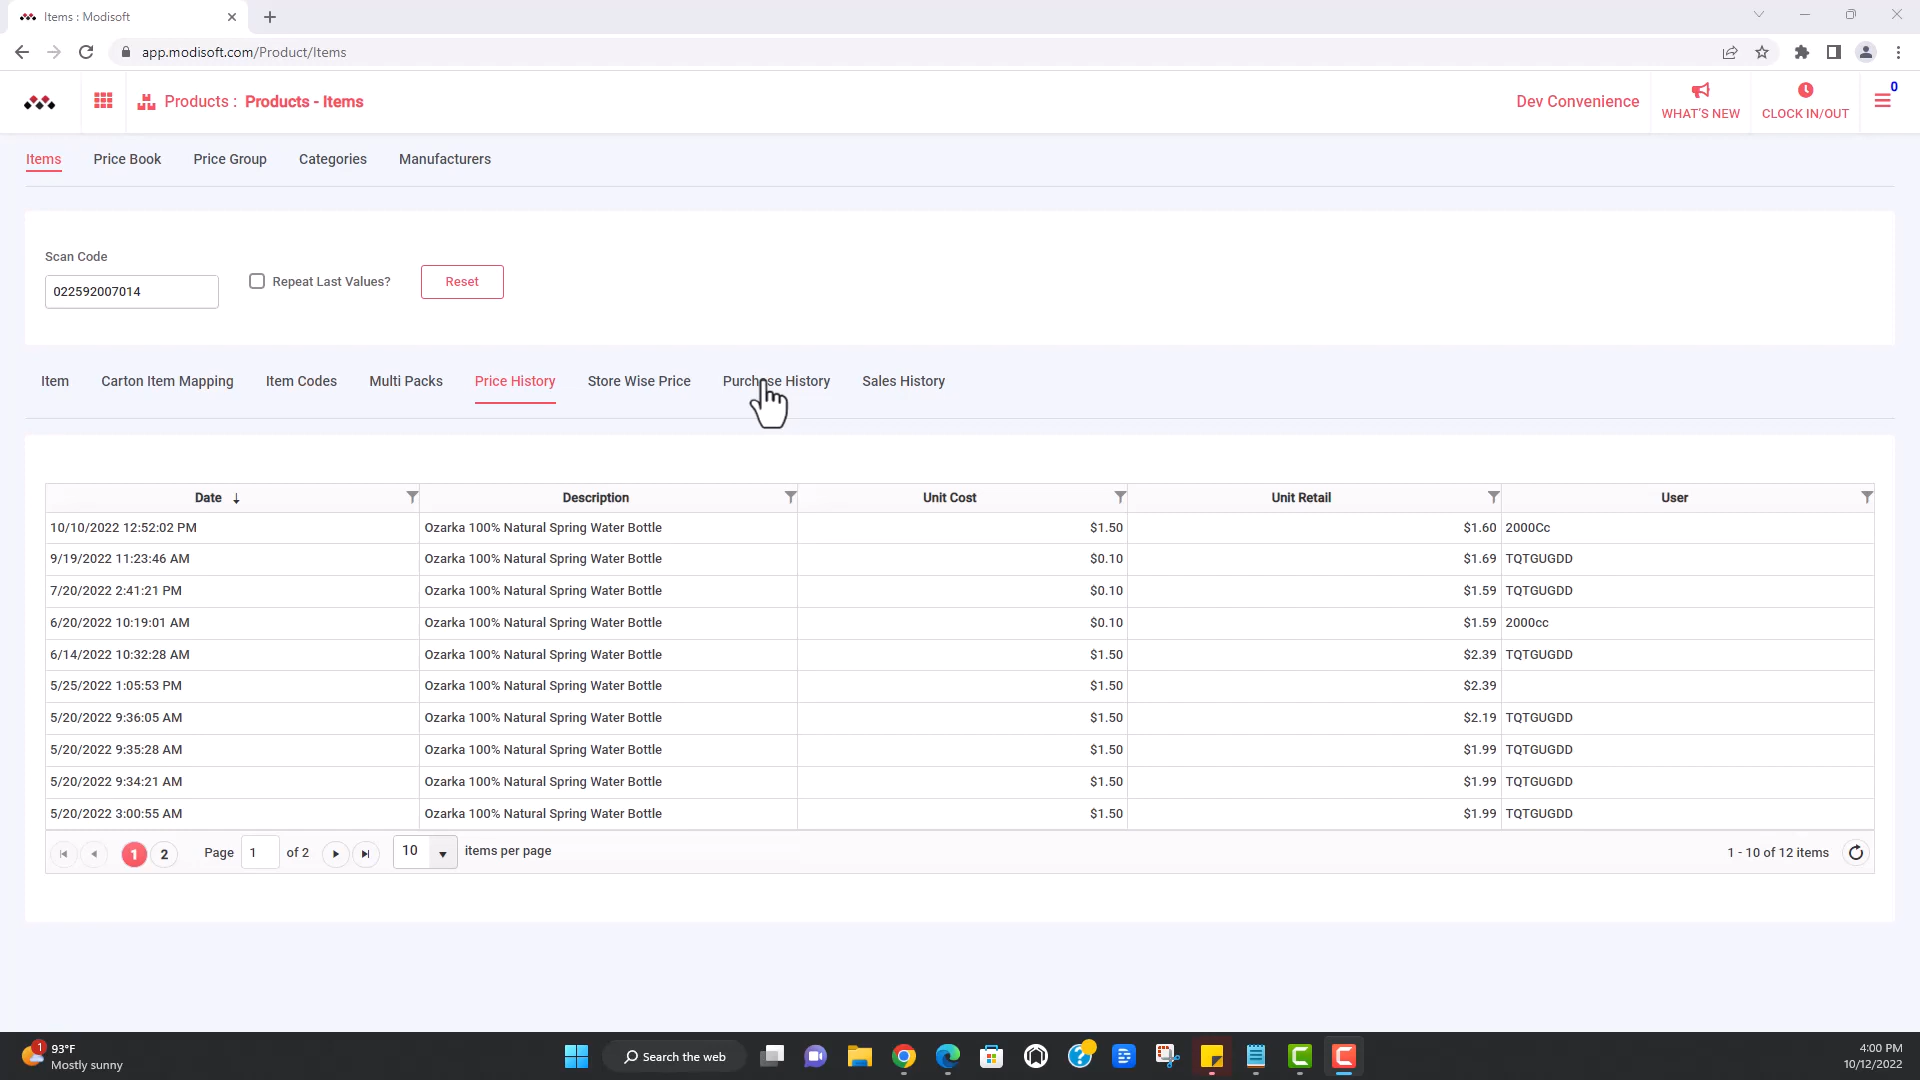 Items : Modisoft
app.modisoft.com/Product/Items
Products : Products - Items
Dev Convenience
WHAT'S NEW
CLOCK IN/OUT
0
Items Price Book Price Group Categories Manufacturers
Scan Code
022592007014
Repeat Last Values?
Reset
Item Carton Item Mapping Item Codes Multi Packs Price History Store Wise Price Purchase History Sales History
Date Description Unit Cost Unit Retail User
10/10/2022 12:52:02 PM Ozarka 100% Natural Spring Water Bottle $1.50 $1.60 2000Cc
9/19/2022 11:23:46 AM Ozarka 100% Natural Spring Water Bottle $0.10 $1.69 TQTGUGDD
7/20/2022 2:41:21 PM Ozarka 100% Natural Spring Water Bottle $0.10 $1.59 TQTGUGDD
6/20/2022 10:19:01 AM Ozarka 100% Natural Spring Water Bottle $0.10 $1.59 2000cc
6/14/2022 10:32:28 AM Ozarka 100% Natural Spring Water Bottle $1.50 $2.39 TQTGUGDD
5/25/2022 1:05:53 PM Ozarka 100% Natural Spring Water Bottle $1.50 $2.39
5/20/2022 9:36:05 AM Ozarka 100% Natural Spring Water Bottle $1.50 $2.19 TQTGUGDD
5/20/2022 9:35:28 AM Ozarka 100% Natural Spring Water Bottle $1.50 $1.99 TQTGUGDD
5/20/2022 9:34:21 AM Ozarka 100% Natural Spring Water Bottle $1.50 $1.99 TQTGUGDD
5/20/2022 3:00:55 AM Ozarka 100% Natural Spring Water Bottle $1.50 $1.99 TQTGUGDD
1 2 Page 1 of 2 10 items per page 1 - 10 of 12 items
1 93°F
Mostly sunny
Search the web
4:00 PM
10/12/2022